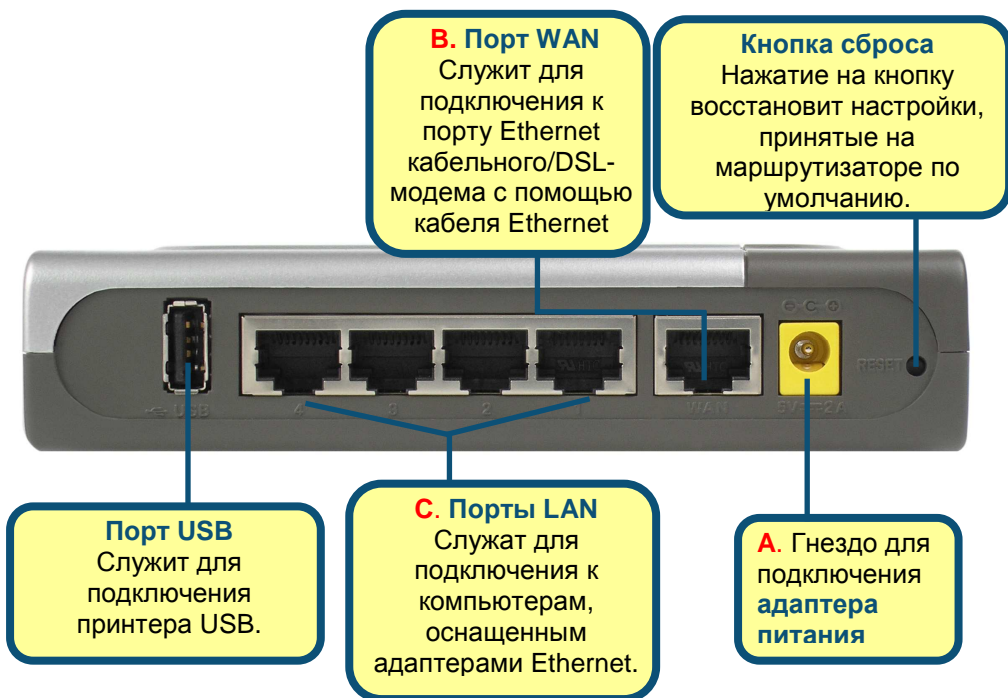 B. Порт WAN
Служит для
подключения к
порту Ethernet
кабельного/DSL-
модема с помощью
кабеля Ethernet
Кнопка сброса
Нажатие на кнопку
восстановит настройки,
принятые на
маршрутизаторе по
умолчанию.
USB
4
3
2
1
WAN
5V⎓2A
RESET
Порт USB
Служит для
подключения
принтера USB.
C. Порты LAN
Служат для
подключения к
компьютерам,
оснащенным
адаптерами Ethernet.
A. Гнездо для
подключения
адаптера
питания